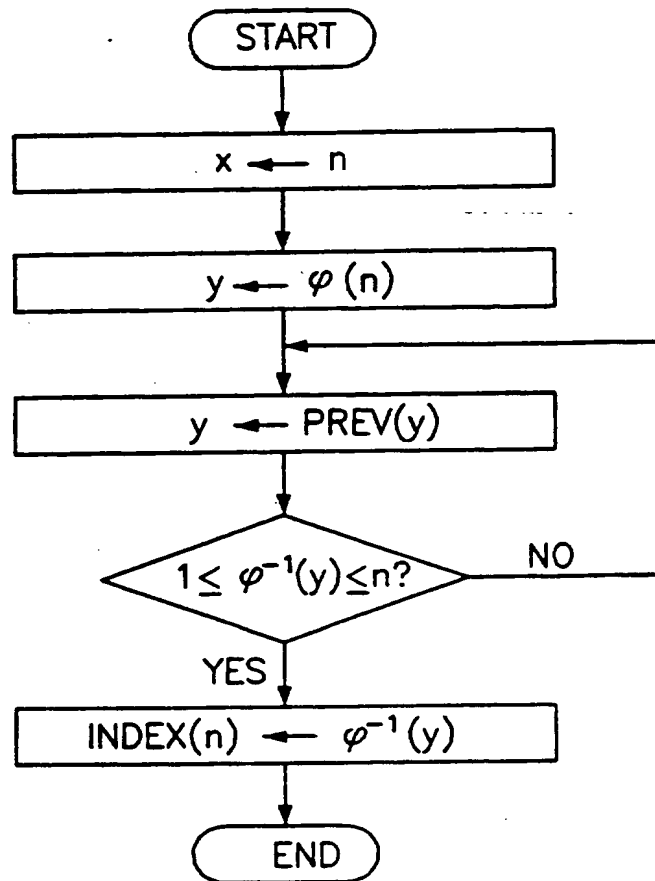 START
x ← n
y ← φ(n)
y ← PREV(y)
1≤ φ⁻¹(y)≤n?
NO
YES
INDEX(n) ← φ⁻¹(y)
END